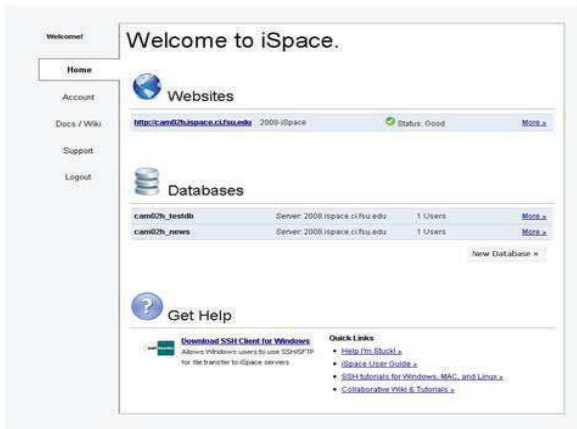 Welcome!
Home
Account
Docs / Wiki
Support
Logout
Welcome to iSpace.
Websites
http://cam02h.ispace.ci.fsu.edu 2008-iSpace Status: Good More »
Databases
cam02h_testdb Server: 2008.ispace.ci.fsu.edu 1 Users More »
cam02h_news Server: 2008.ispace.ci.fsu.edu 1 Users More »
New Database »
Get Help
Download SSH Client for Windows
Allows Windows users to use SSH/SFTP
for file transfer to iSpace servers.
Quick Links
Help I'm Stuck! »
iSpace User Guide »
SSH tutorials for Windows, MAC, and Linux »
Collaborative Wiki & Tutorials »